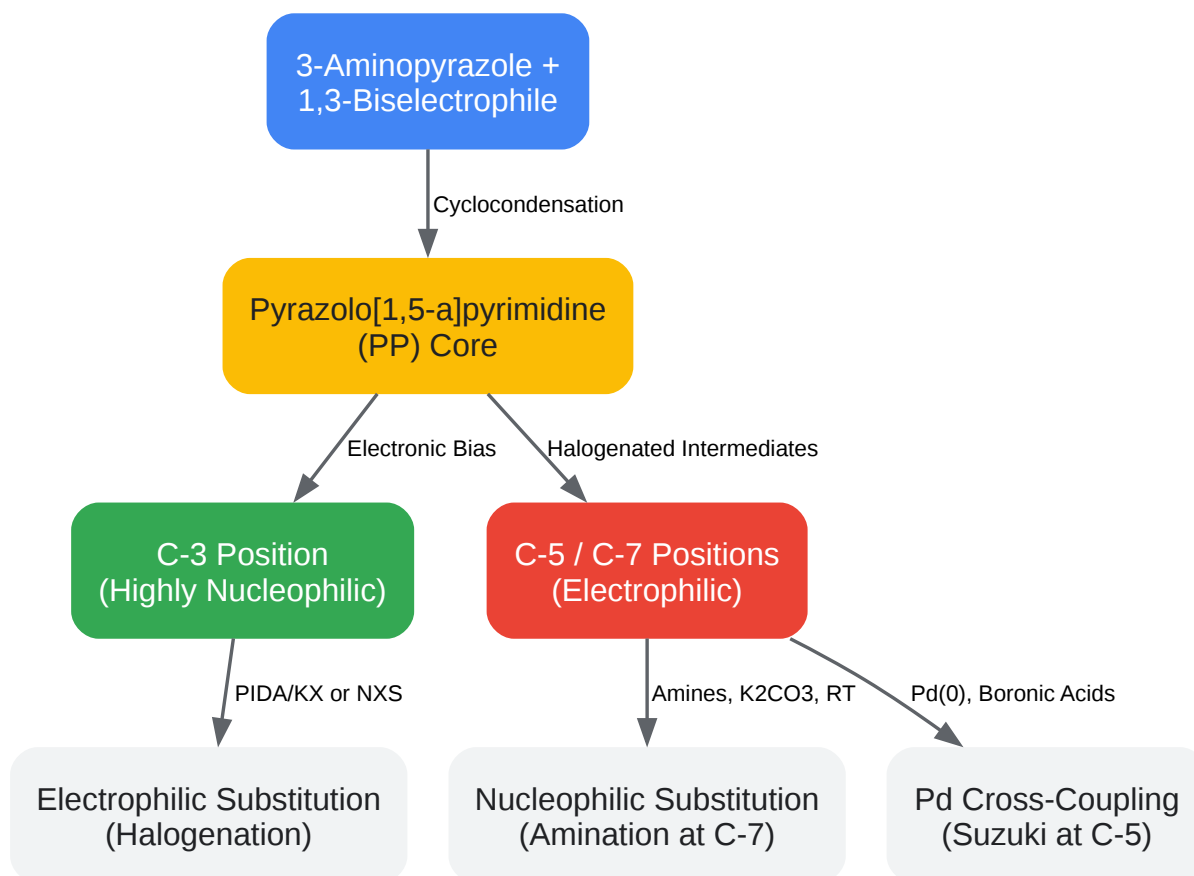 3-Aminopyrazole +
1,3-Biselectrophile
Cyclocondensation
Pyrazolo[1,5-a]pyrimidine
(PP) Core
Electronic Bias
Halogenated Intermediates
C-3 Position
(Highly Nucleophilic)
C-5 / C-7 Positions
(Electrophilic)
PIDA/KX or NXS
Amines, K2CO3, RT
Pd(0), Boronic Acids
Electrophilic Substitution
(Halogenation)
Nucleophilic Substitution
(Amination at C-7)
Pd Cross-Coupling
(Suzuki at C-5)